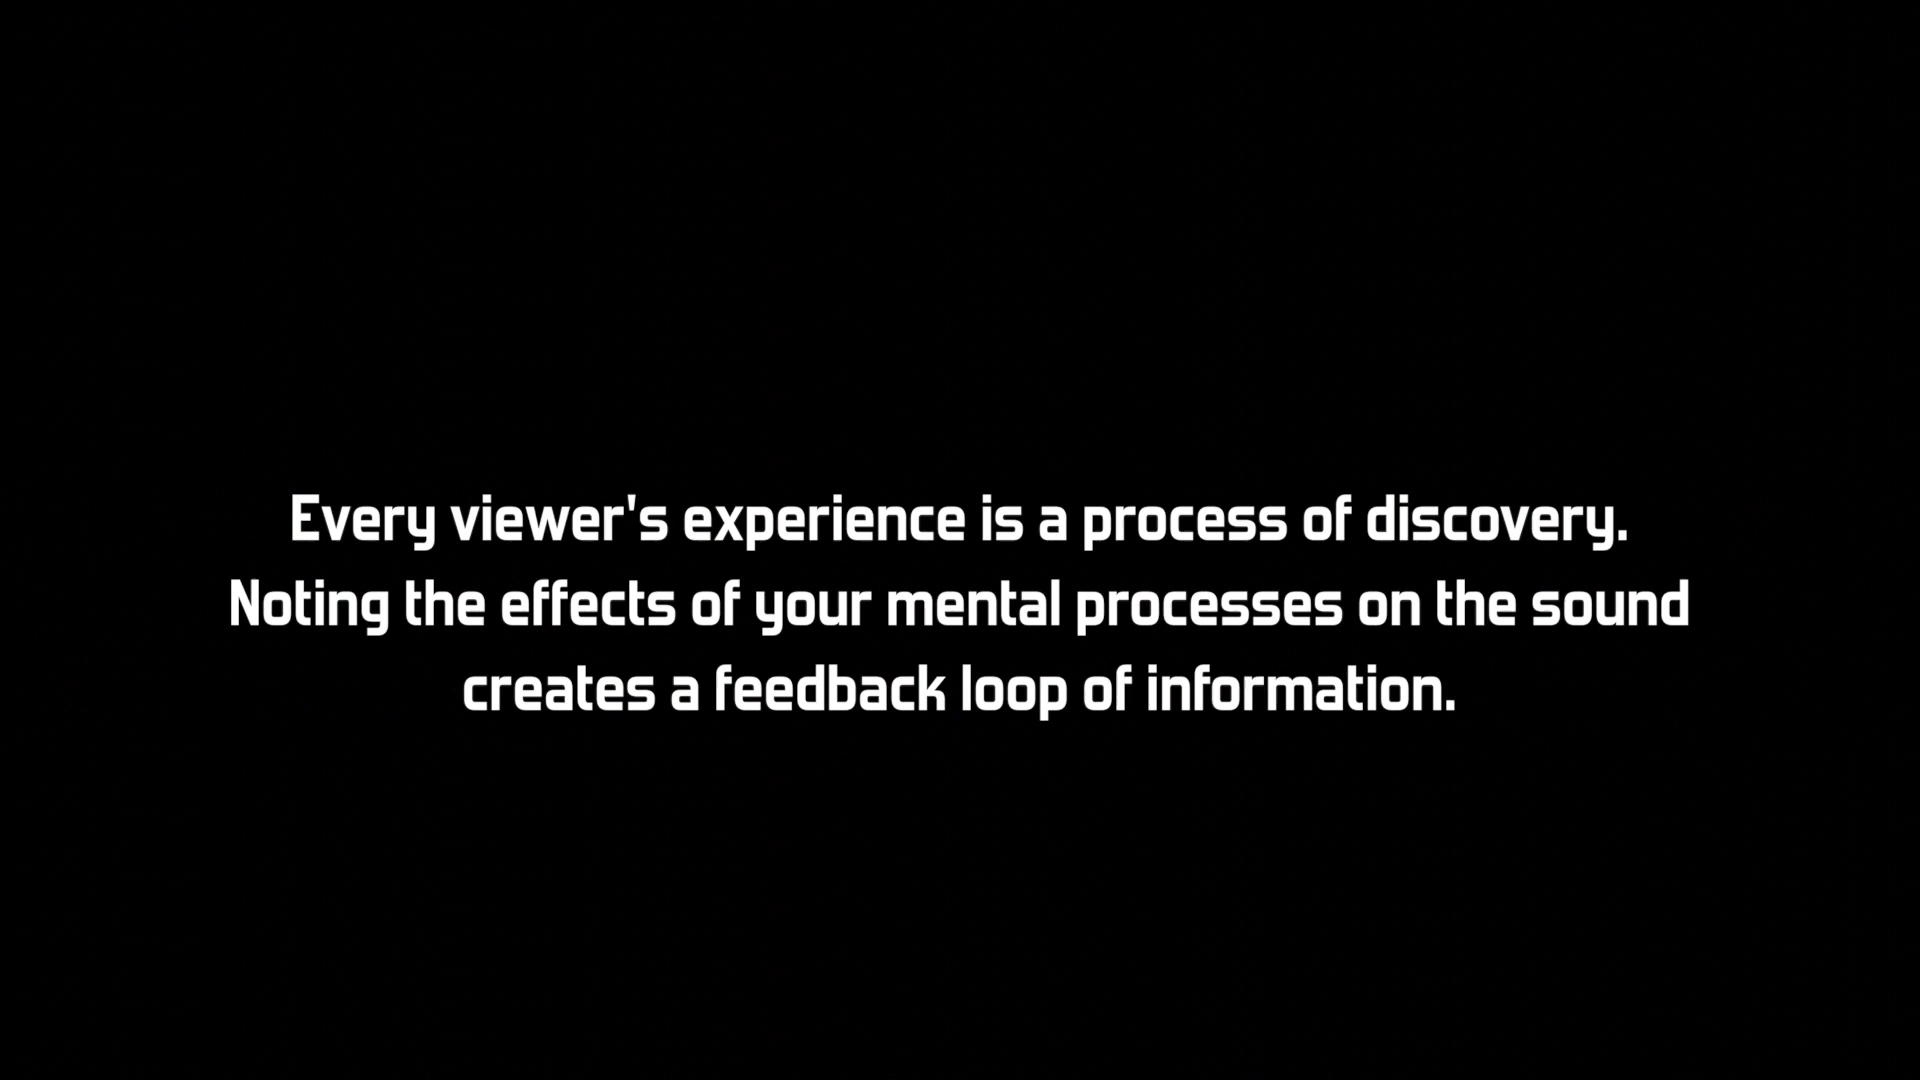 Every viewer's experience is a process of discovery.
Noting the effects of your mental processes on the sound
creates a feedback loop of information.